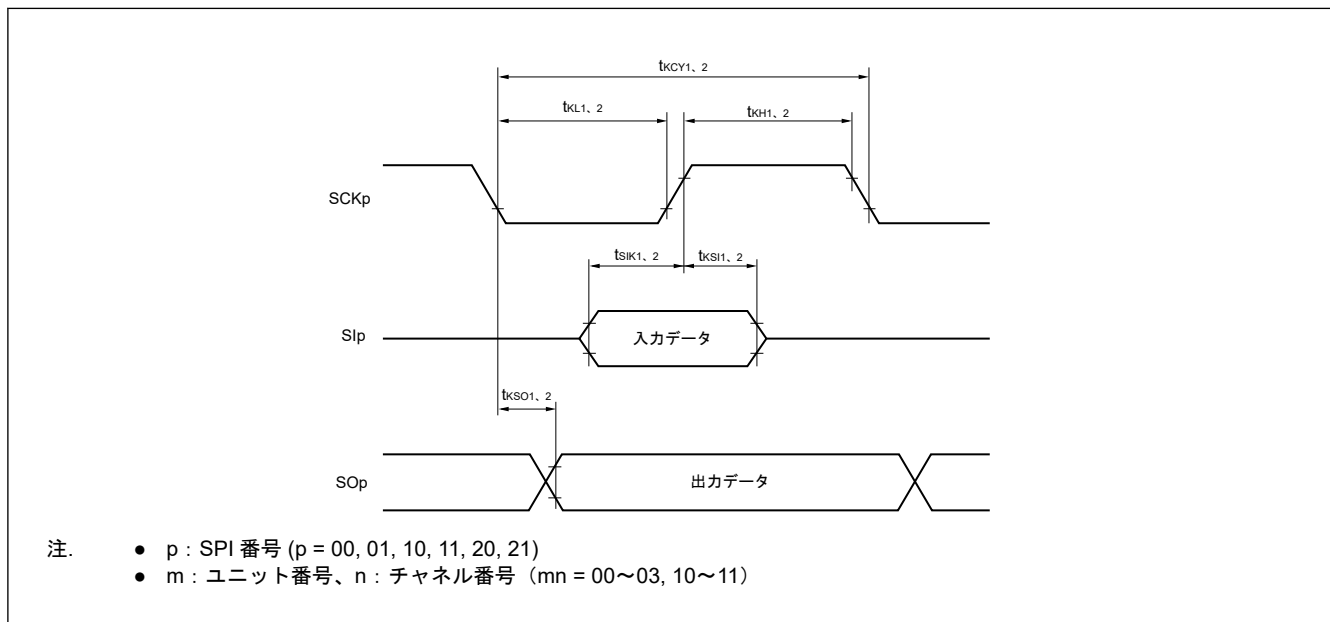 tKCY1、2
tKL1、2
tKH1、2
SCKp
tSIK1、2
tKSI1、2
SIp
入力データ
tKSO1、2
SOp
出力データ
注.
● p：SPI 番号 (p = 00, 01, 10, 11, 20, 21)
● m：ユニット番号、n：チャネル番号（mn = 00〜03, 10〜11）